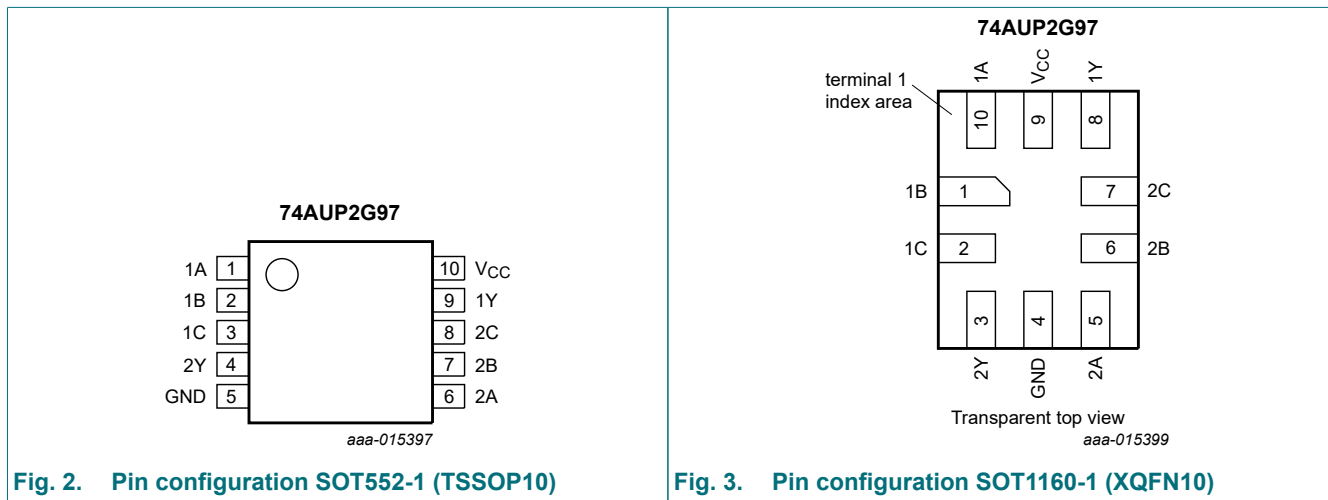 74AUP2G97
1A 1 10 VCC
1B 2 9 1Y
1C 3 8 2C
2Y 4 7 2B
GND 5 6 2A
aaa-015397
Fig. 2. Pin configuration SOT552-1 (TSSOP10)
74AUP2G97
terminal 1
index area
1A VCC 1Y
10 9 8
1B 1 7 2C
1C 2 6 2B
3 4 5
2Y GND 2A
Transparent top view
aaa-015399
Fig. 3. Pin configuration SOT1160-1 (XQFN10)